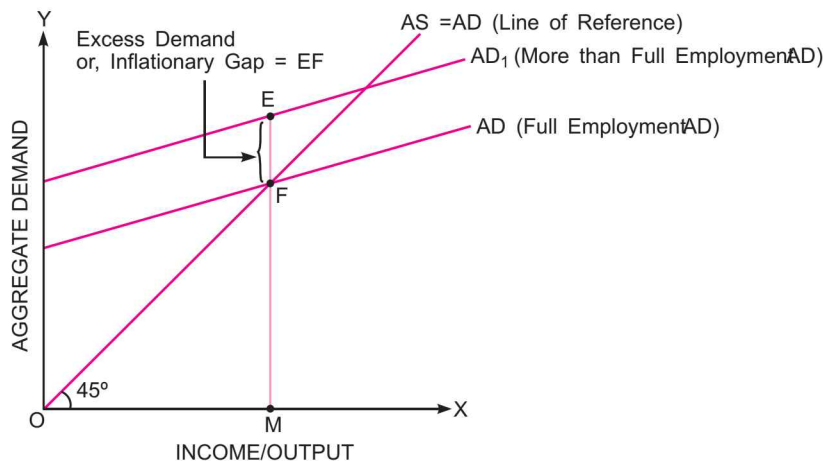 Y
AS =AD (Line of Reference)
Excess Demand
or, Inflationary Gap = EF
AD₁ (More than Full EmploymentAD)
E
AD (Full EmploymentAD)
F
AGGREGATE DEMAND
45º
O
M
X
INCOME/OUTPUT